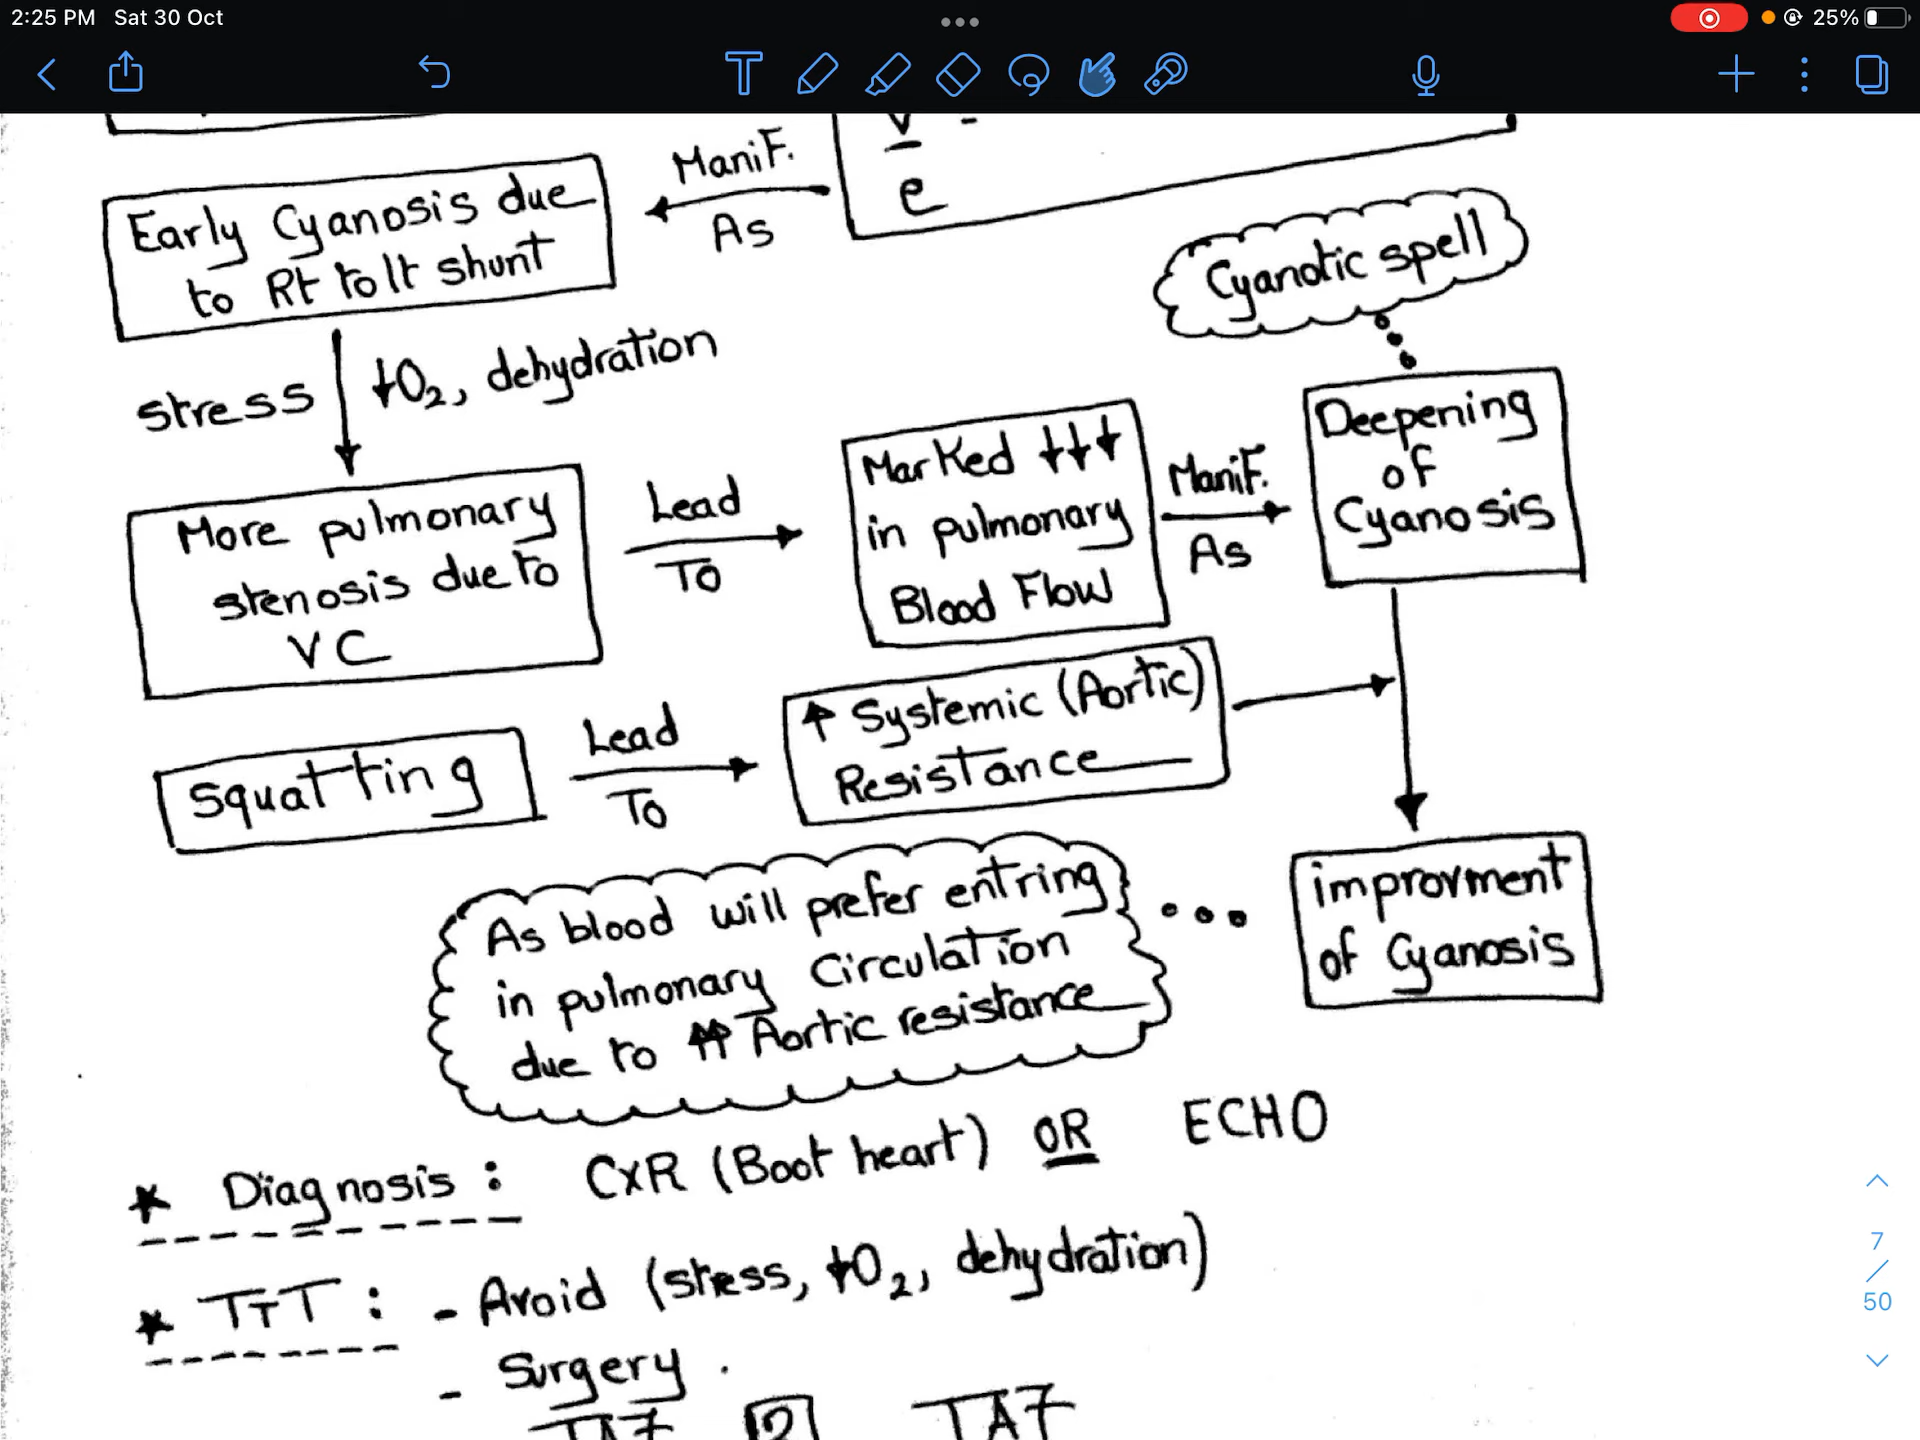 2:25 PM Sat 30 Oct
25%
T
V
e
Manif.
As
Early Cyanosis due
to Rt to lt shunt
Cyanotic spell
stress
↓O2, dehydration
Deepening
of
Cyanosis
Marked ↓↓↓
in pulmonary
Blood Flow
Manif.
As
More pulmonary
stenosis due to
VC
Lead
To
↑ Systemic (Aortic)
Resistance
Squatting
Lead
To
improvment
of Cyanosis
As blood will prefer entring
in pulmonary Circulation
due to ⇈ Aortic resistance
* Diagnosis : CXR (Boot heart) OR ECHO
* TTT : - Avoid (stress, ↓O2, dehydration)
- Surgery .
7
/
50